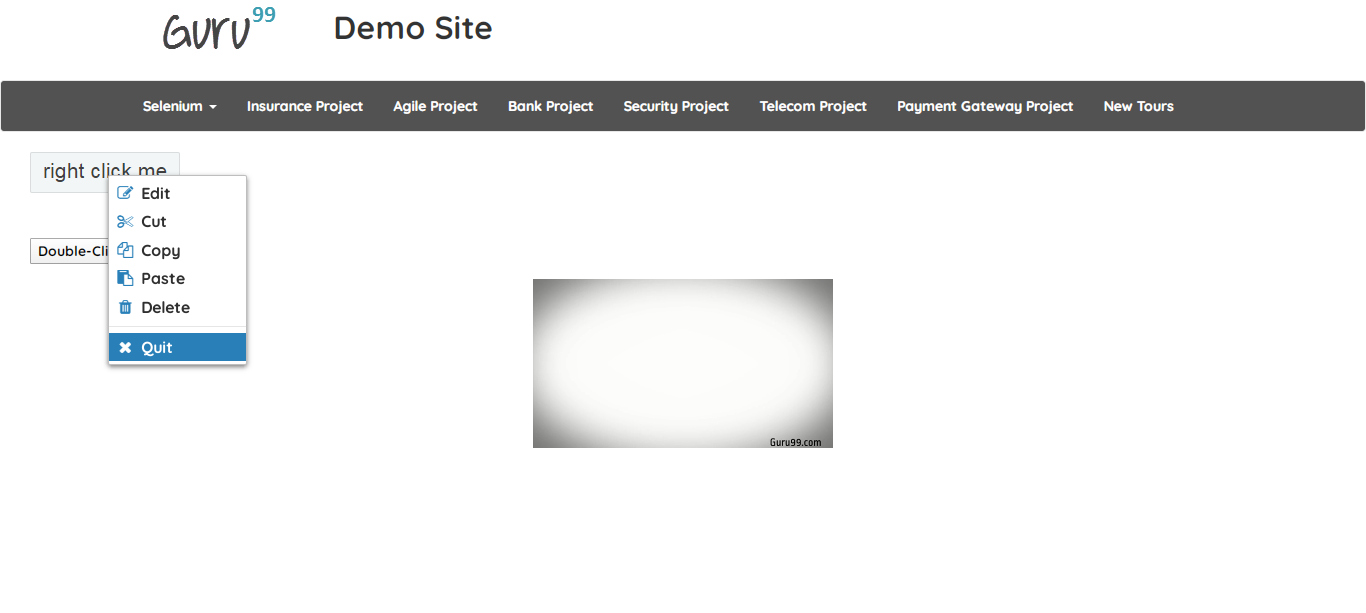 Guru99
Demo Site
Selenium
Insurance Project
Agile Project
Bank Project
Security Project
Telecom Project
Payment Gateway Project
New Tours
right click me
Edit
Cut
Double-Cli
Copy
Paste
Delete
Quit
Guru99.com